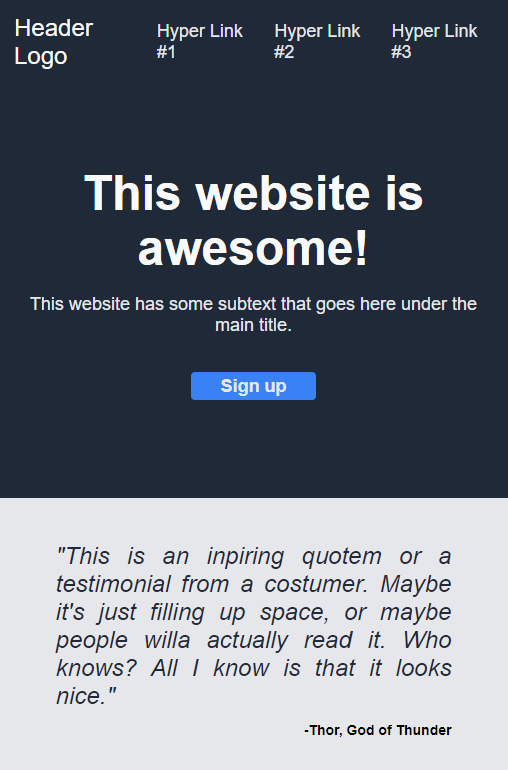 Header
Logo
Hyper Link
#1
Hyper Link
#2
Hyper Link
#3
This website is
awesome!
This website has some subtext that goes here under the
main title.
Sign up
"This is an inpiring quotem or a
testimonial from a costumer. Maybe
it's just filling up space, or maybe
people willa actually read it. Who
knows? All I know is that it looks
nice."
-Thor, God of Thunder